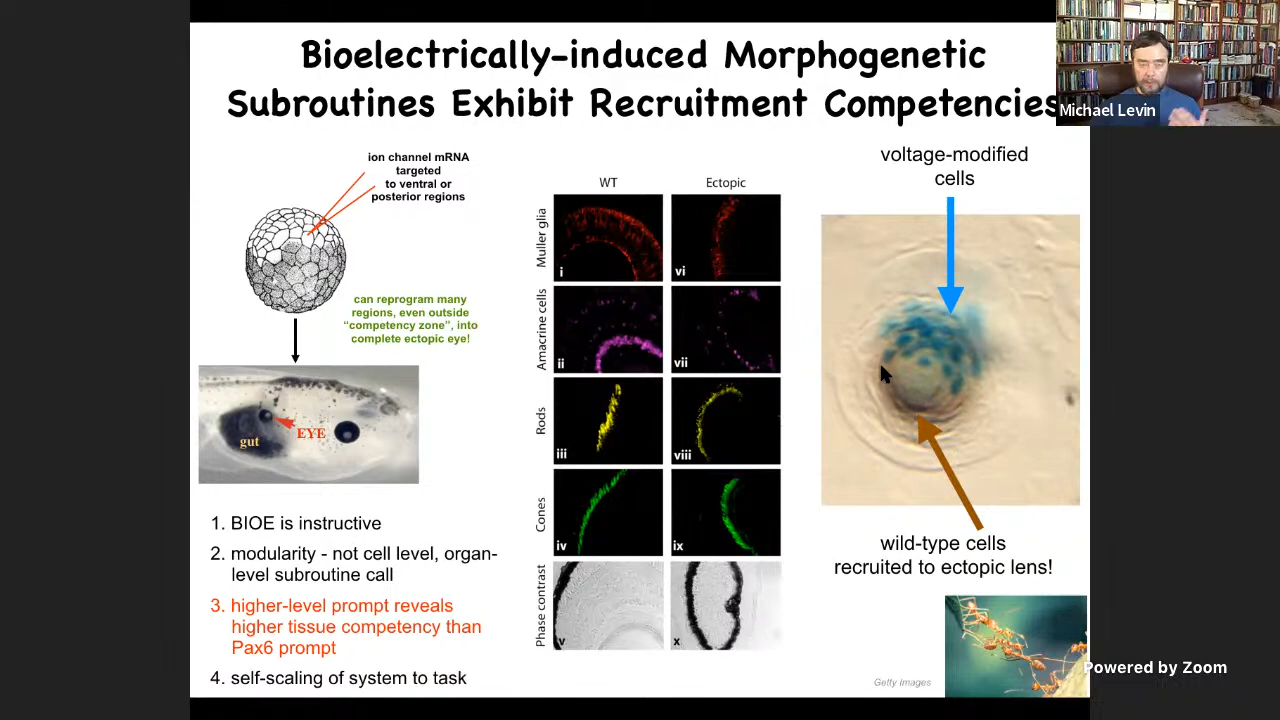 Bioelectrically-induced Morphogenetic
Subroutines Exhibit Recruitment Competencies
Michael Levin
ion channel mRNA
targeted
to ventral or
posterior regions
can reprogram many
regions, even outside
“competency zone”, into
complete ectopic eye!
gut
EYE
1. BIOE is instructive
2. modularity - not cell level, organ-
level subroutine call
3. higher-level prompt reveals
higher tissue competency than
Pax6 prompt
4. self-scaling of system to task
WT
Ectopic
Muller glia
i
vi
Amacrine cells
ii
vii
Rods
iii
viii
Cones
iv
ix
Phase contrast
v
x
voltage-modified
cells
wild-type cells
recruited to ectopic lens!
Getty Images
Powered by Zoom